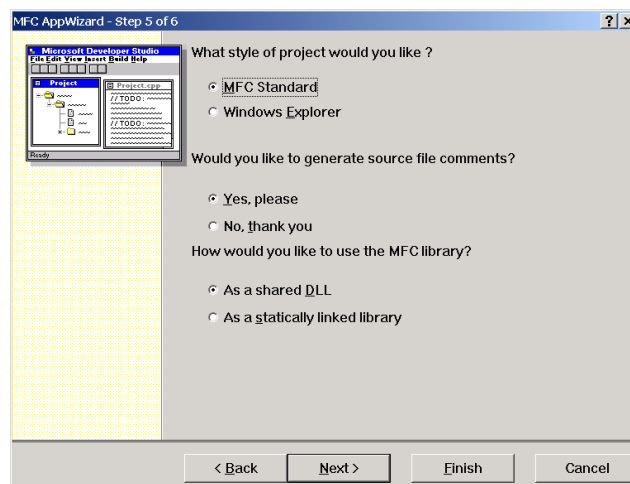 MFC AppWizard - Step 5 of 6
Microsoft Developer Studio
File Edit View Insert Build Help
Project
Project.cpp
//TODO:
//TODO:
Ready
What style of project would you like ?
MFC Standard
Windows Explorer
Would you like to generate source file comments?
Yes, please
No, thank you
How would you like to use the MFC library?
As a shared DLL
As a statically linked library
< Back
Next >
Finish
Cancel